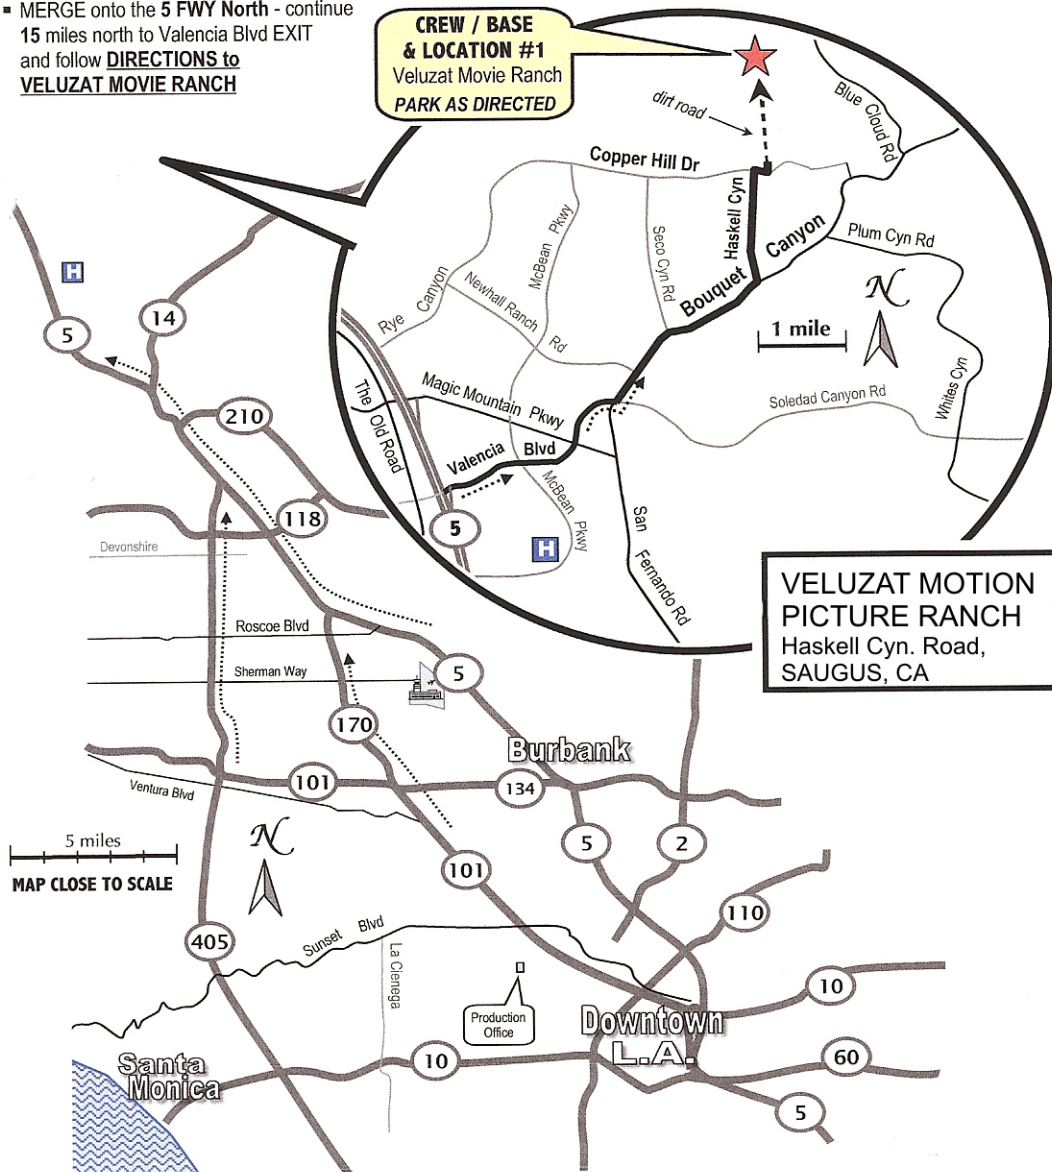 ▪ MERGE onto the 5 FWY North - continue
15 miles north to Valencia Blvd EXIT
and follow DIRECTIONS to
VELUZAT MOVIE RANCH
CREW / BASE
& LOCATION #1
Veluzat Movie Ranch
PARK AS DIRECTED
dirt road
Blue Cloud Rd
Copper Hill Dr
Haskell Cyn
Canyon
Bouquet
Plum Cyn Rd
McBean Pkwy
Seco Cyn Rd
Rye Canyon
Newhall Ranch Rd
N
1 mile
Whites Cyn
Magic Mountain Pkwy
Soledad Canyon Rd
The Old Road
Valencia Blvd
McBean Pkwy
5
H
San Fernando Rd
H
5
14
210
118
Devonshire
VELUZAT MOTION
PICTURE RANCH
Haskell Cyn. Road,
SAUGUS, CA
Roscoe Blvd
Sherman Way
5
170
Burbank
101
134
Ventura Blvd
5 miles
MAP CLOSE TO SCALE
N
5
2
101
110
405
Sunset Blvd
La Cienega
Production
Office
Downtown
L.A.
10
Santa
Monica
10
60
5